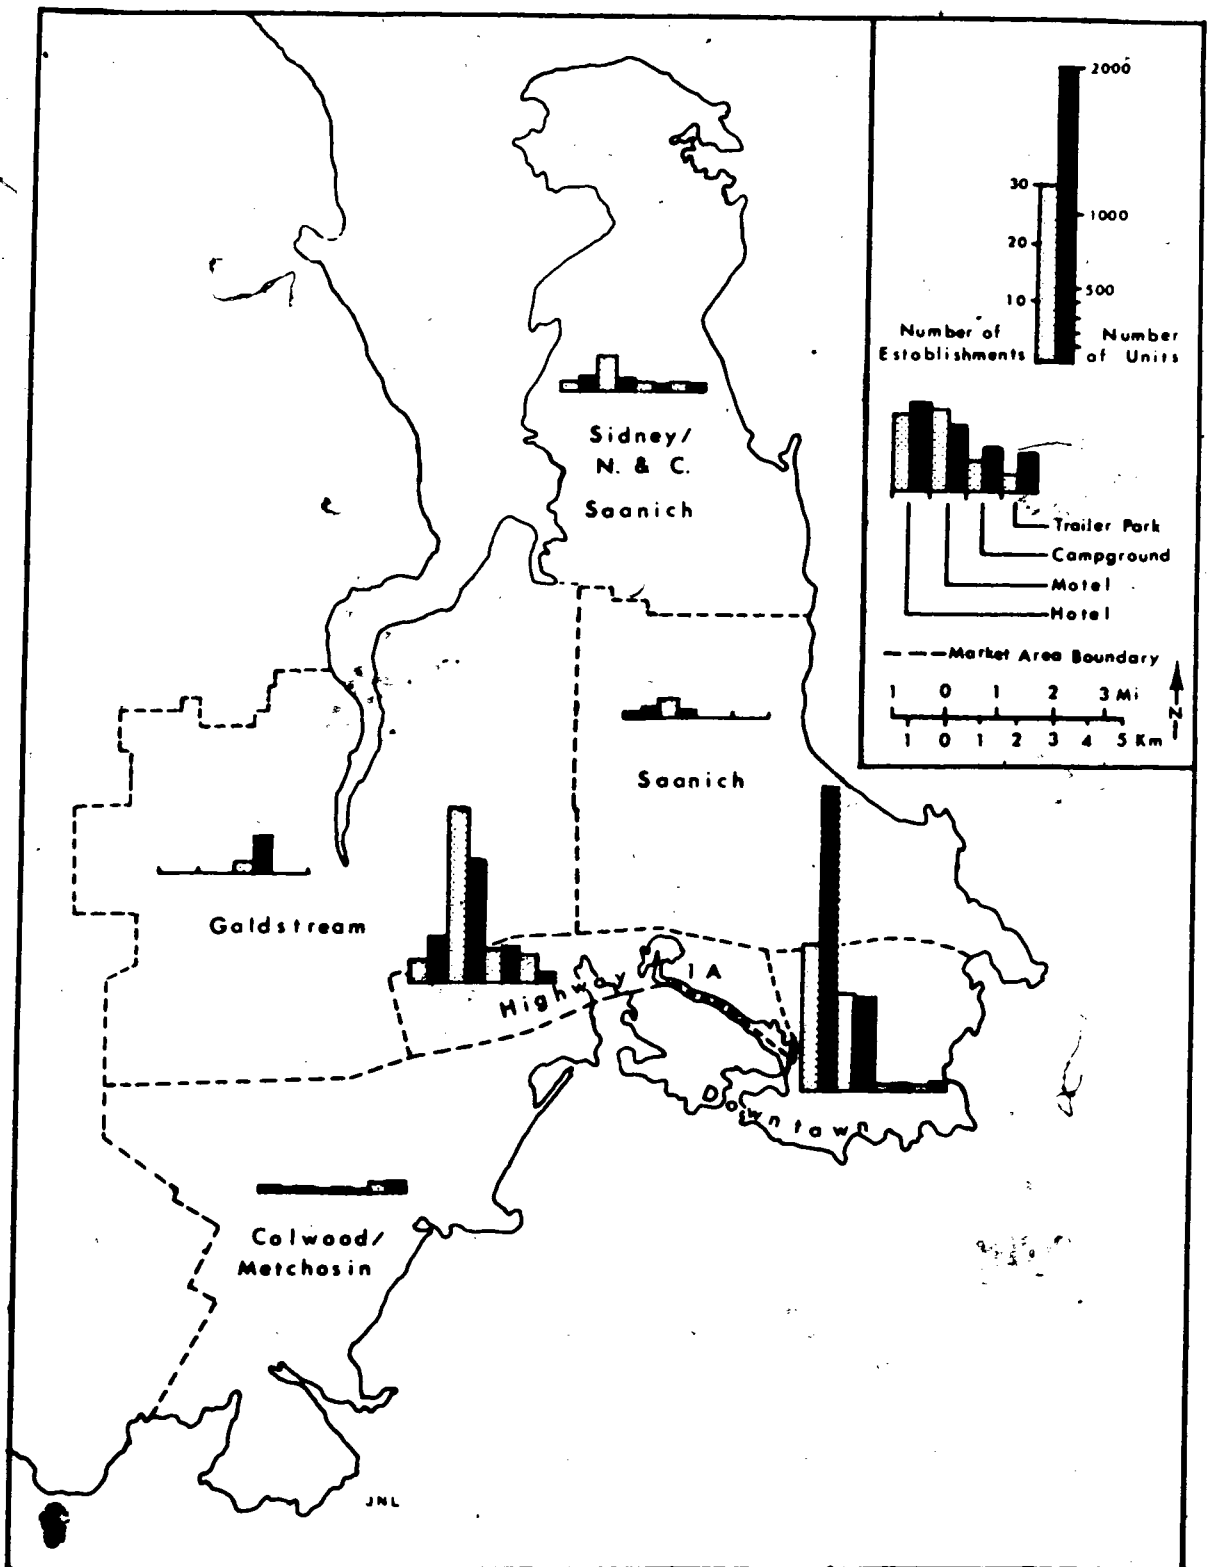 2000
30
1000
20
500
10
Number of Number
Establishments of Units
Trailer Park
Campground
Motel
Hotel
Market Area Boundary
1 0 1 2 3 Mi
N
1 0 1 2 3 4 5 Km
Sidney/
N. & C.
Saanich
Saanich
Goldstream
Highway 1A
Downtown
Colwood/
Metchosin
JNL